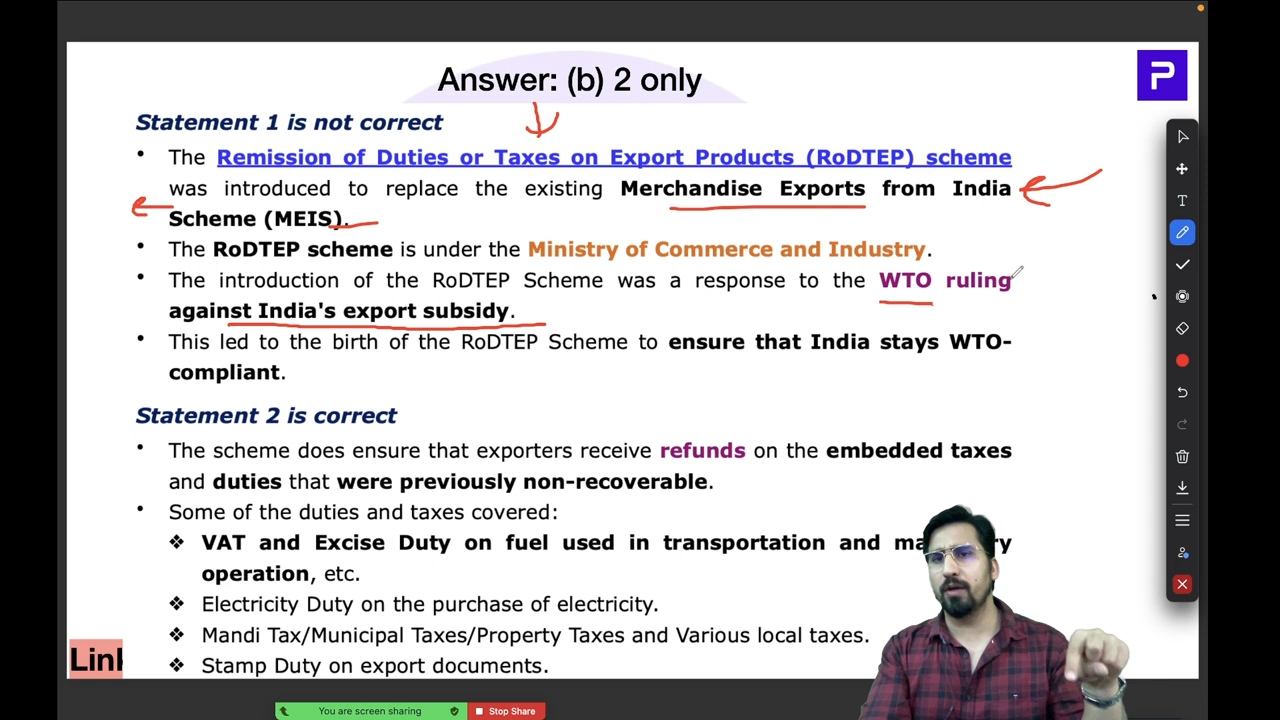 Answer: (b) 2 only
P
Statement 1 is not correct
• The Remission of Duties or Taxes on Export Products (RoDTEP) scheme
was introduced to replace the existing Merchandise Exports from India
Scheme (MEIS).
• The RoDTEP scheme is under the Ministry of Commerce and Industry.
• The introduction of the RoDTEP Scheme was a response to the WTO ruling
against India's export subsidy.
• This led to the birth of the RoDTEP Scheme to ensure that India stays WTO-
compliant.
Statement 2 is correct
• The scheme does ensure that exporters receive refunds on the embedded taxes
and duties that were previously non-recoverable.
• Some of the duties and taxes covered:
❖ VAT and Excise Duty on fuel used in transportation and
operation, etc.
❖ Electricity Duty on the purchase of electricity.
❖ Mandi Tax/Municipal Taxes/Property Taxes and Various local taxes.
❖ Stamp Duty on export documents.
T
You are screen sharing
Stop Share